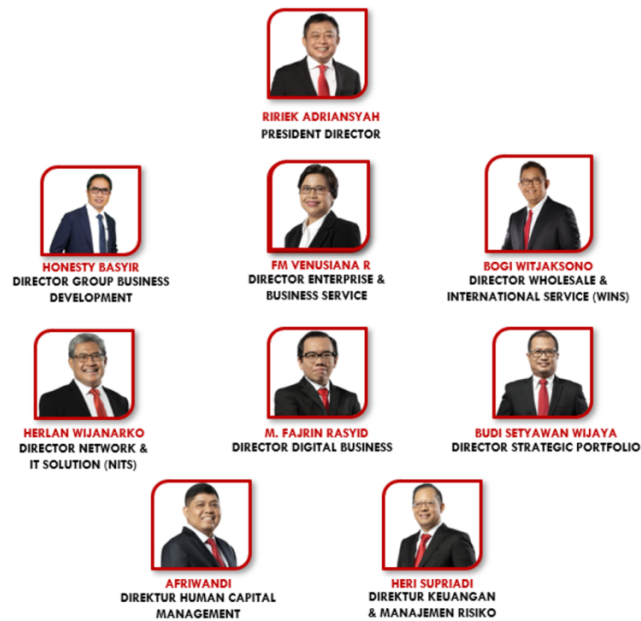 RIRIEK ADRIANSYAH
PRESIDENT DIRECTOR
HONESTY BASYIR
DIRECTOR GROUP BUSINESS
DEVELOPMENT
FM VENUSIANA R
DIRECTOR ENTERPRISE &
BUSINESS SERVICE
BOGI WITJAKSONO
DIRECTOR WHOLESALE &
INTERNATIONAL SERVICE (WINS)
HERLAN WIJANARKO
DIRECTOR NETWORK &
IT SOLUTION (NITS)
M. FAJRIN RASYID
DIRECTOR DIGITAL BUSINESS
BUDI SETYAWAN WIJAYA
DIRECTOR STRATEGIC PORTFOLIO
AFRIWANDI
DIREKTUR HUMAN CAPITAL
MANAGEMENT
HERI SUPRIADI
DIREKTUR KEUANGAN
& MANAJEMEN RISIKO